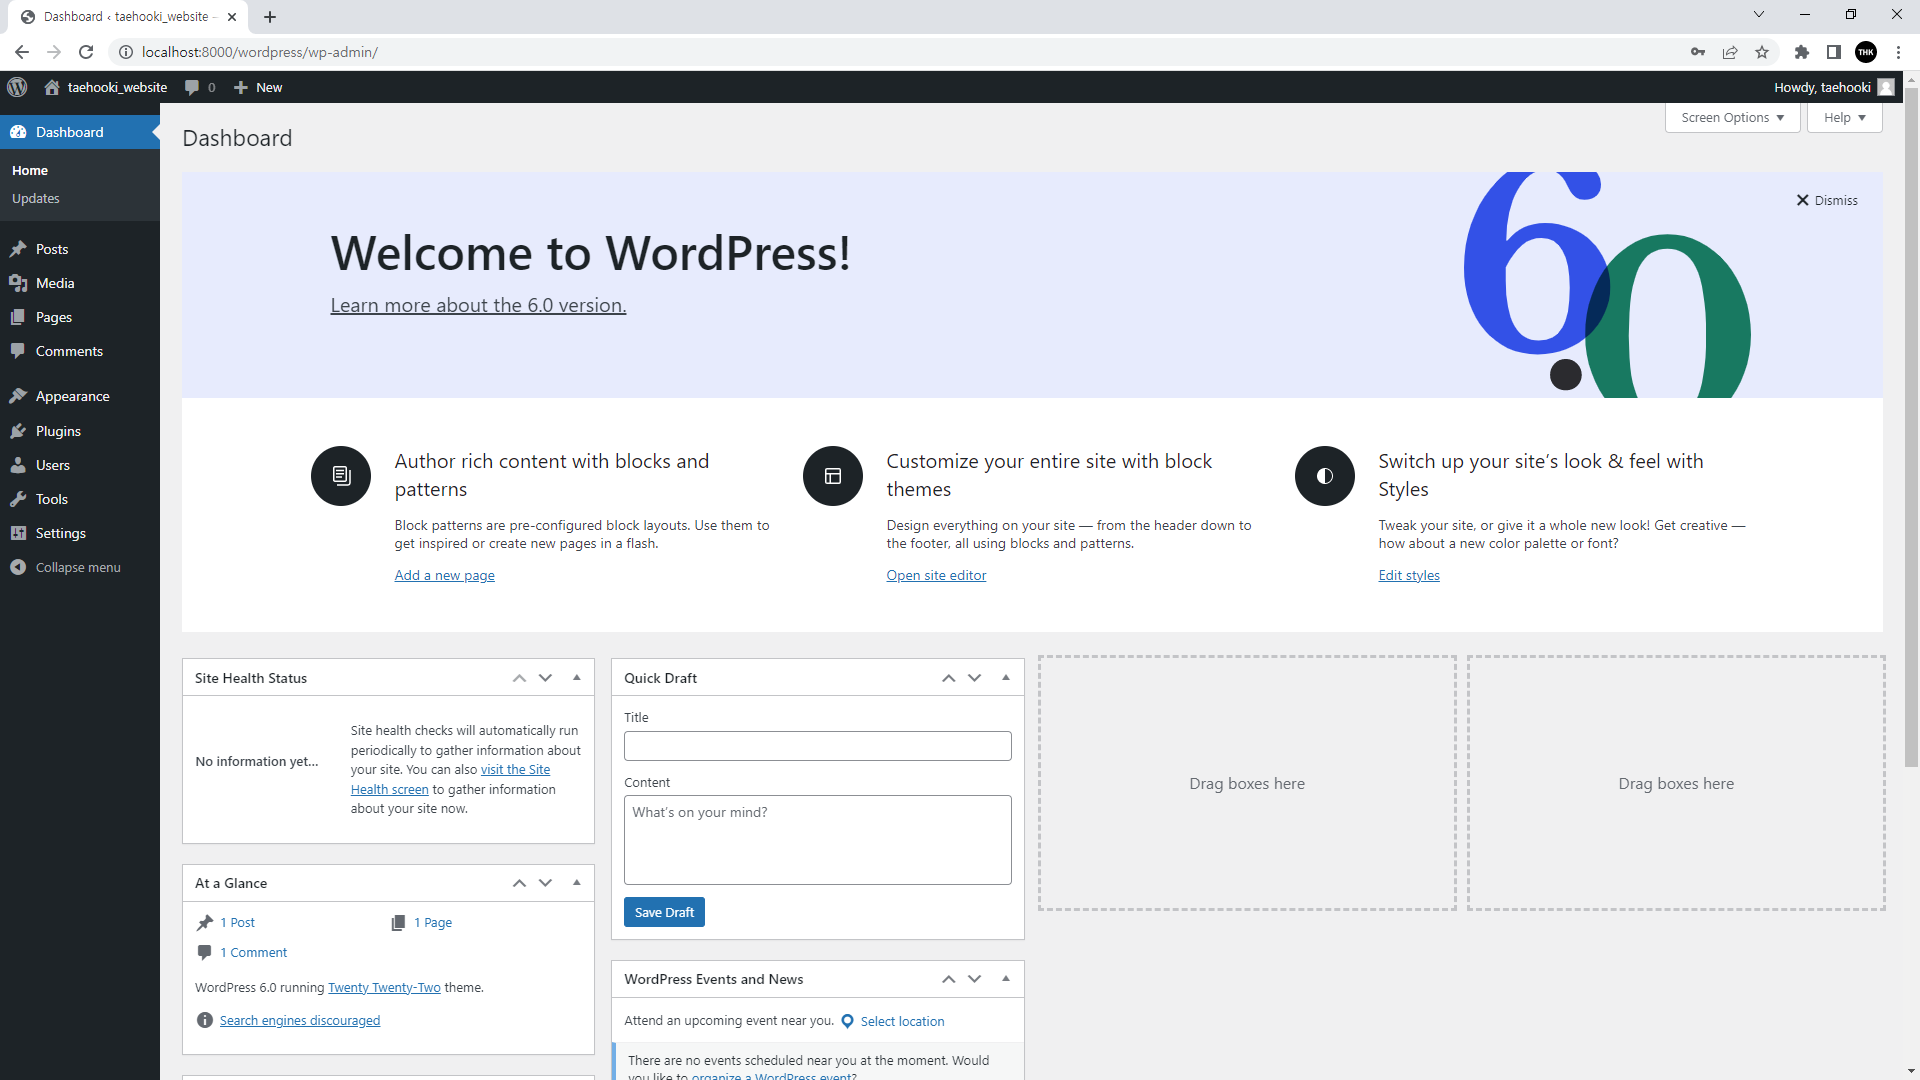 Dashboard ‹ taehooki_website –
localhost:8000/wordpress/wp-admin/
THK
taehooki_website
0
New
Howdy, taehooki
Dashboard
Home
Updates
Posts
Media
Pages
Comments
Appearance
Plugins
Users
Tools
Settings
Collapse menu
Dashboard
Screen Options
Help
Welcome to WordPress!
Learn more about the 6.0 version.
Dismiss
6.0
Author rich content with blocks and
patterns
Block patterns are pre-configured block layouts. Use them to
get inspired or create new pages in a flash.
Add a new page
Customize your entire site with block
themes
Design everything on your site — from the header down to
the footer, all using blocks and patterns.
Open site editor
Switch up your site’s look & feel with
Styles
Tweak your site, or give it a whole new look! Get creative —
how about a new color palette or font?
Edit styles
Site Health Status
No information yet…
Site health checks will automatically run
periodically to gather information about
your site. You can also visit the Site
Health screen to gather information
about your site now.
At a Glance
1 Post
1 Page
1 Comment
WordPress 6.0 running Twenty Twenty-Two theme.
Search engines discouraged
Quick Draft
Title
Content
What’s on your mind?
Save Draft
WordPress Events and News
Attend an upcoming event near you.
Select location
There are no events scheduled near you at the moment. Would
you like to organize a WordPress event?
Drag boxes here
Drag boxes here